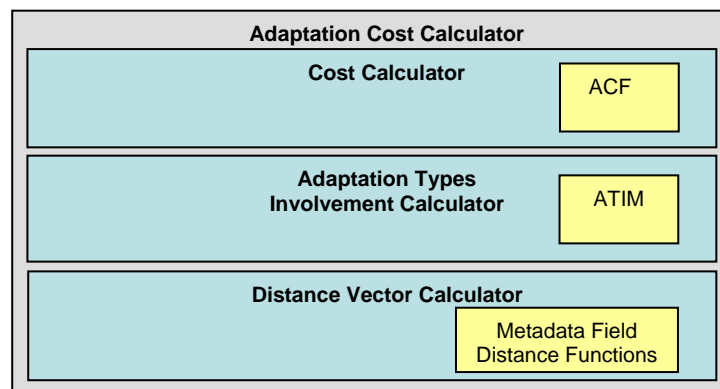 Adaptation Cost Calculator
Cost Calculator
ACF
Adaptation Types
Involvement Calculator
ATIM
Distance Vector Calculator
Metadata Field
Distance Functions